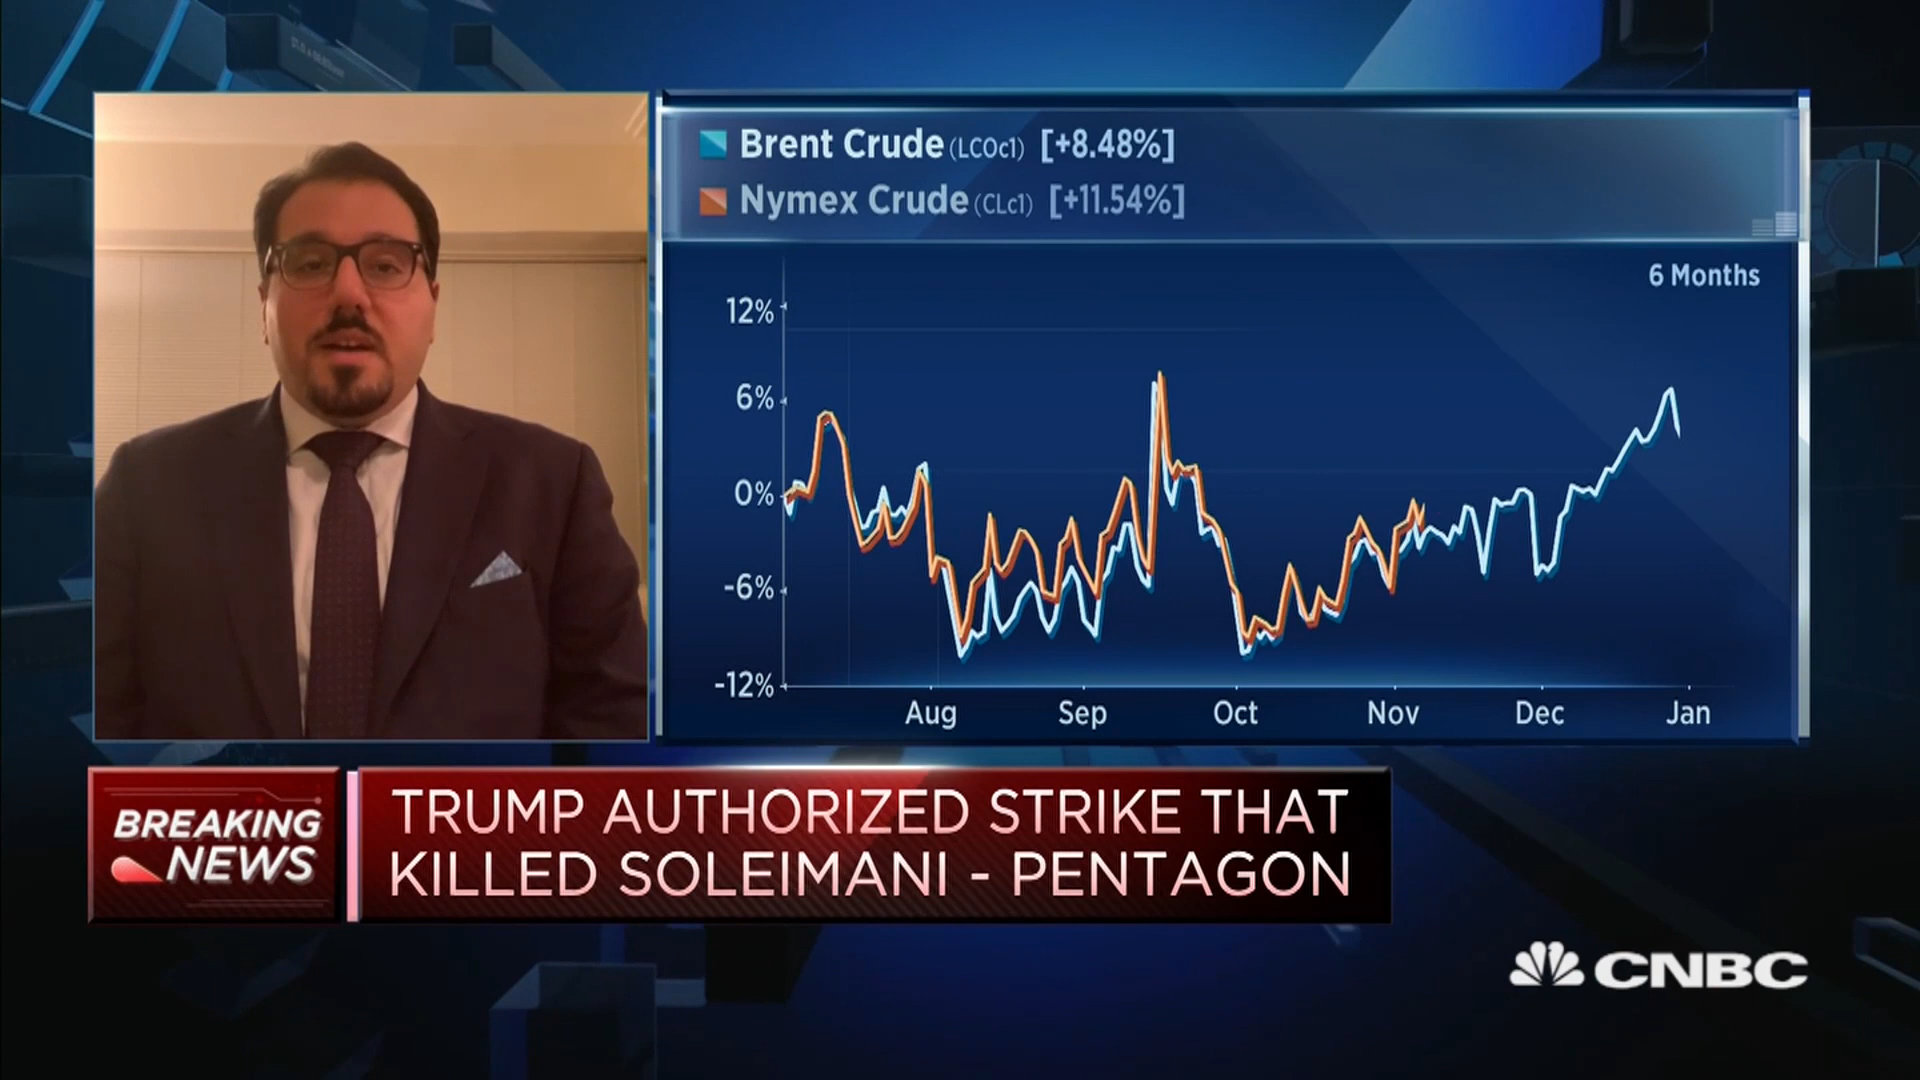 Brent Crude (LCOc1) [+8.48%]
Nymex Crude (CLc1) [+11.54%]
6 Months
12%
6%
0%
-6%
-12%
Aug Sep Oct Nov Dec Jan
BREAKING
NEWS
TRUMP AUTHORIZED STRIKE THAT
KILLED SOLEIMANI - PENTAGON
CNBC